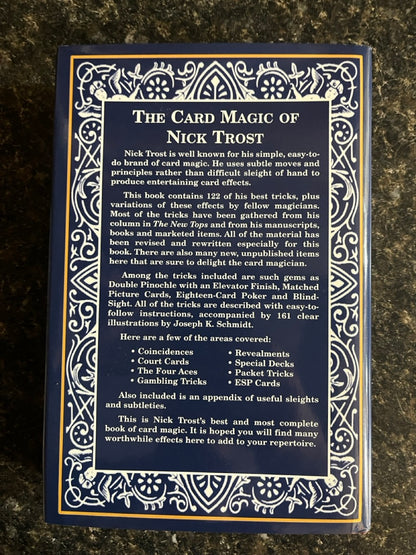 THE CARD MAGIC OF
NICK TROST
Nick Trost is well known for his simple, easy-to-
do brand of card magic. He uses subtle moves and
principles rather than difficult sleight of hand to
produce entertaining card effects.
This book contains 122 of his best tricks, plus
variations of these effects by fellow magicians.
Most of the tricks have been gathered from his
column in The New Tops and from his manuscripts,
books and marketed items. All of the material has
been revised and rewritten especially for this
book. There are also many new, unpublished items
here that are sure to delight the card magician.
Among the tricks included are such gems as
Double Pinochle with an Elevator Finish, Matched
Picture Cards, Eighteen-Card Poker and Blind-
Sight. All of the tricks are described with easy-to-
follow instructions, accompanied by 161 clear
illustrations by Joseph K. Schmidt.
Here are a few of the areas covered:
• Coincidences
• Court Cards
• The Four Aces
• Gambling Tricks
• Revealments
• Special Decks
• Packet Tricks
• ESP Cards
Also included is an appendix of useful sleights
and subtleties.
This is Nick Trost's best and most complete
book of card magic. It is hoped you will find many
worthwhile effects here to add to your repertoire.